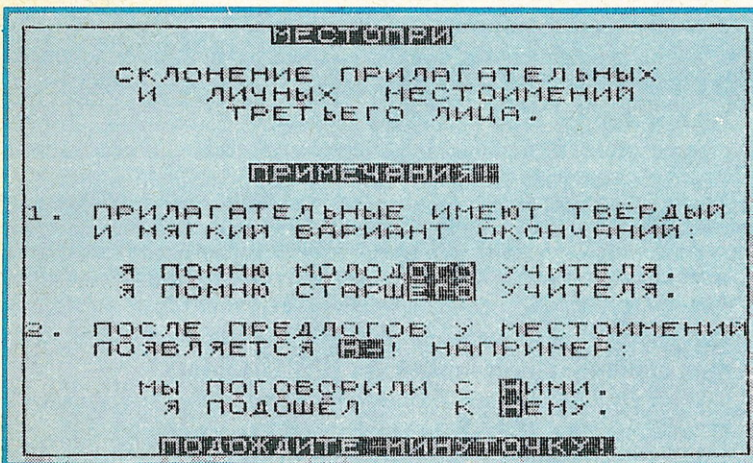 МЕСТОПРИ
СКЛОНЕНИЕ ПРИЛАГАТЕЛЬНЫХ
И ЛИЧНЫХ МЕСТОИМЕНИЙ
ТРЕТЬЕГО ЛИЦА.
ПРИМЕЧАНИЯ!
1. ПРИЛАГАТЕЛЬНЫЕ ИМЕЮТ ТВЁРДЫЙ
И МЯГКИЙ ВАРИАНТ ОКОНЧАНИЙ:
Я ПОМНЮ МОЛОДОГО УЧИТЕЛЯ.
Я ПОМНЮ СТАРШЕГО УЧИТЕЛЯ.
2. ПОСЛЕ ПРЕДЛОГОВ У МЕСТОИМЕНИЙ
ПОЯВЛЯЕТСЯ Н-! НАПРИМЕР:
МЫ ПОГОВОРИЛИ С НИМИ.
Я ПОДОШЁЛ К НЕМУ.
ПОДОЖДИТЕ МИНУТОЧКУ!